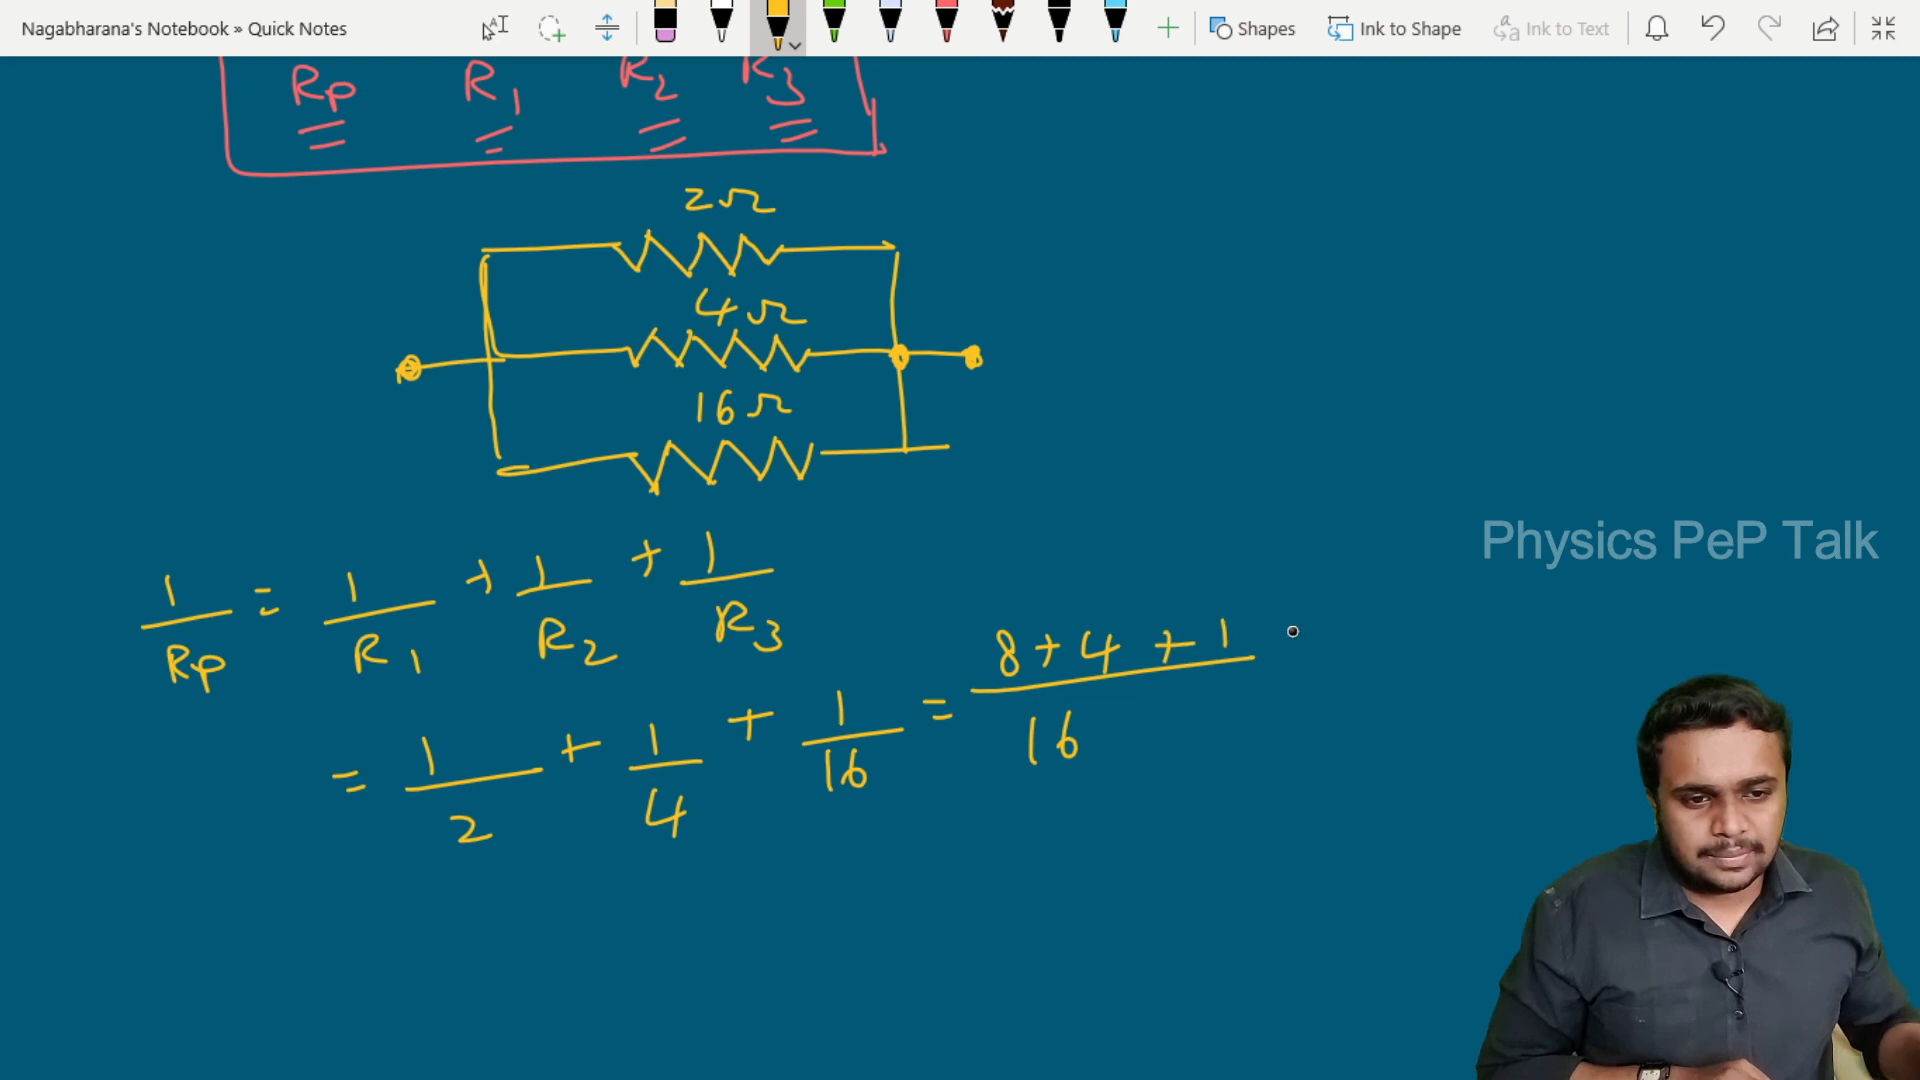 Nagabharana's Notebook » Quick Notes
Shapes
Ink to Shape
Ink to Text
Rp R1 R2 R3
2Ω
4Ω
16Ω
Physics PeP Talk
1/Rp = 1/R1 + 1/R2 + 1/R3
= 1/2 + 1/4 + 1/16 = 8+4+1/16